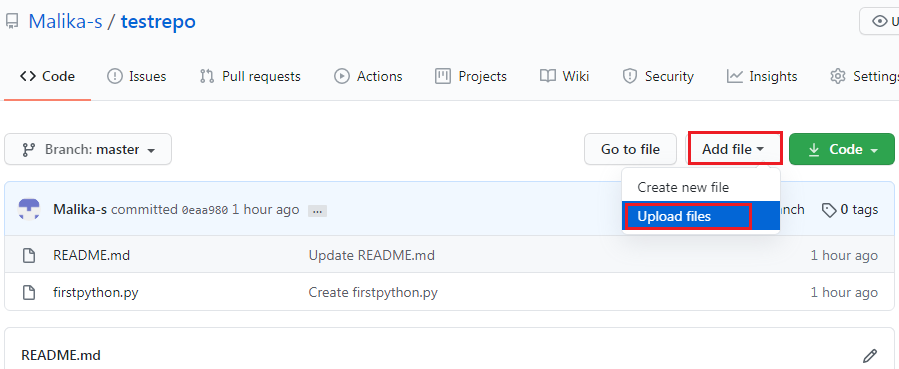 Malika-s / testrepo
U
Code Issues Pull requests Actions Projects Wiki Security Insights Settings
Branch: master Go to file Add file Code
Create new file
Malika-s committed 0eaa980 1 hour ago ... 0 tags
Upload files
README.md Update README.md 1 hour ago
firstpython.py Create firstpython.py 1 hour ago
README.md